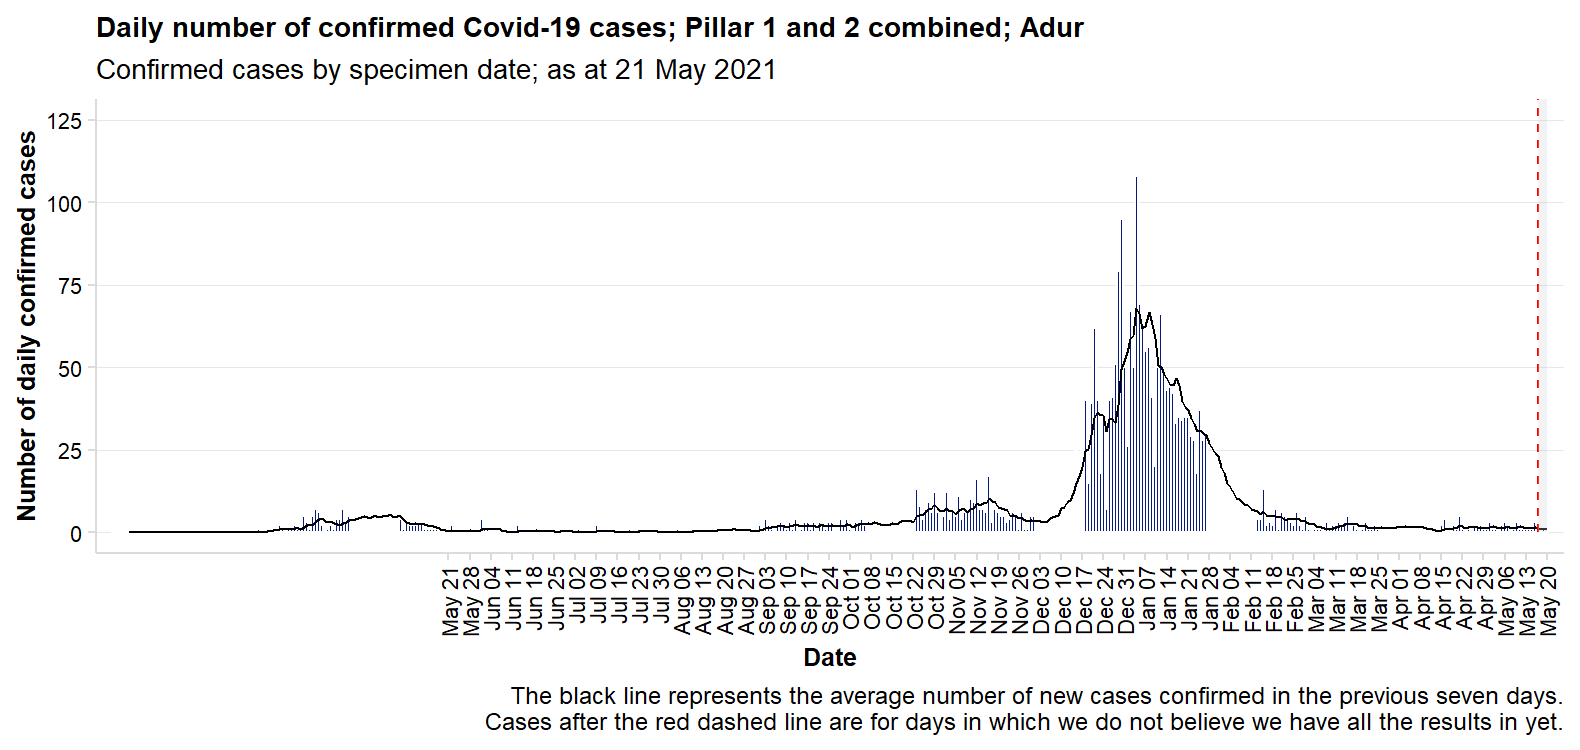 Daily number of confirmed Covid-19 cases; Pillar 1 and 2 combined; Adur
Confirmed cases by specimen date; as at 21 May 2021
Number of daily confirmed cases
125
100
75
50
25
0
May 21
May 28
Jun 04
Jun 11
Jun 18
Jun 25
Jul 02
Jul 09
Jul 16
Jul 23
Jul 30
Aug 06
Aug 13
Aug 20
Aug 27
Sep 03
Sep 10
Sep 17
Sep 24
Oct 01
Oct 08
Oct 15
Oct 22
Oct 29
Nov 05
Nov 12
Nov 19
Nov 26
Dec 03
Dec 10
Dec 17
Dec 24
Dec 31
Jan 07
Jan 14
Jan 21
Jan 28
Feb 04
Feb 11
Feb 18
Feb 25
Mar 04
Mar 11
Mar 18
Mar 25
Apr 01
Apr 08
Apr 15
Apr 22
Apr 29
May 06
May 13
May 20
Date
The black line represents the average number of new cases confirmed in the previous seven days.
Cases after the red dashed line are for days in which we do not believe we have all the results in yet.